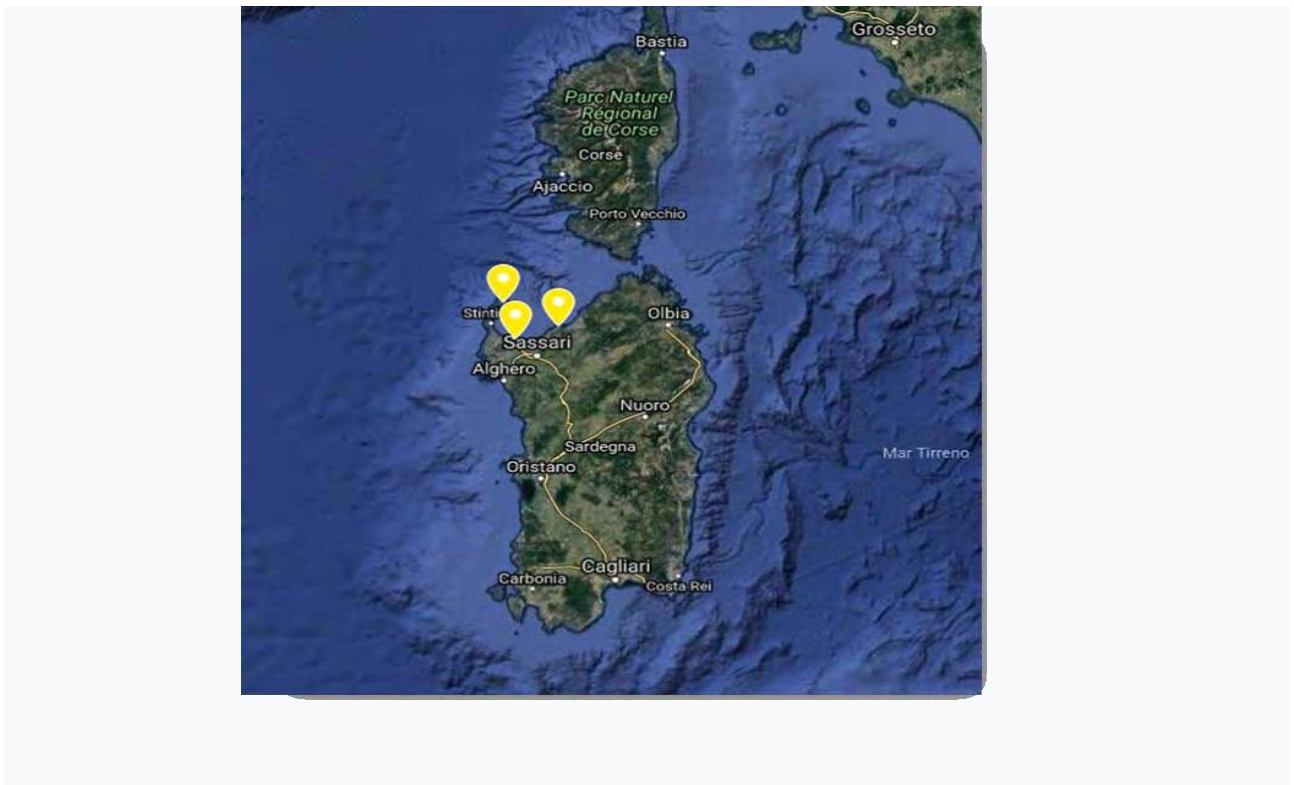 Grosseto
Bastia
Parc Naturel
Régional
de Corse
Corse
Ajaccio
Porto Vecchio
Stinti
Olbia
Sassari
Alghero
Nuoro
Sardegna
Mar Tirreno
Oristano
Cagliari
Carbonia
Costa Rei